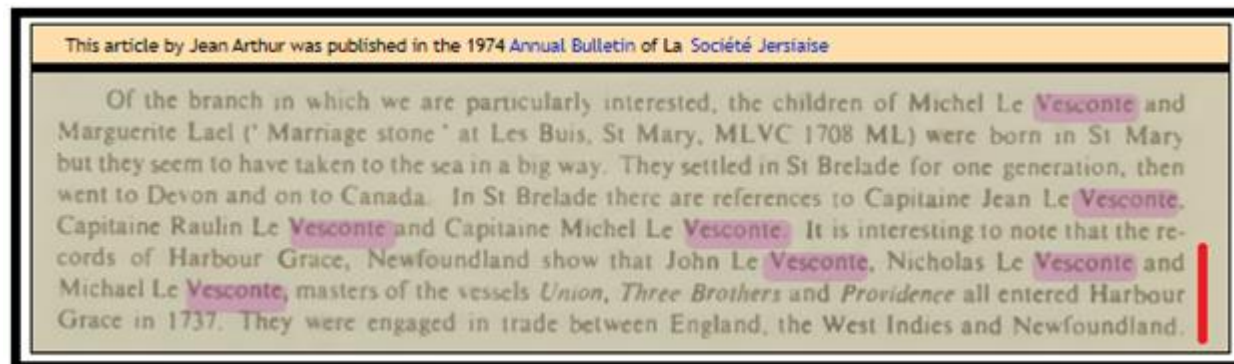 This article by Jean Arthur was published in the 1974 Annual Bulletin of La Société Jersiaise
Of the branch in which we are particularly interested, the children of Michel Le Vesconte and
Marguerite Lael (' Marriage stone ' at Les Buis, St Mary, MLVC 1708 ML) were born in St Mary
but they seem to have taken to the sea in a big way. They settled in St Brelade for one generation, then
went to Devon and on to Canada. In St Brelade there are references to Capitaine Jean Le Vesconte,
Capitaine Raulin Le Vesconte and Capitaine Michel Le Vesconte. It is interesting to note that the re-
cords of Harbour Grace, Newfoundland show that John Le Vesconte, Nicholas Le Vesconte and
Michael Le Vesconte, masters of the vessels Union, Three Brothers and Providence all entered Harbour
Grace in 1737. They were engaged in trade between England, the West Indies and Newfoundland.